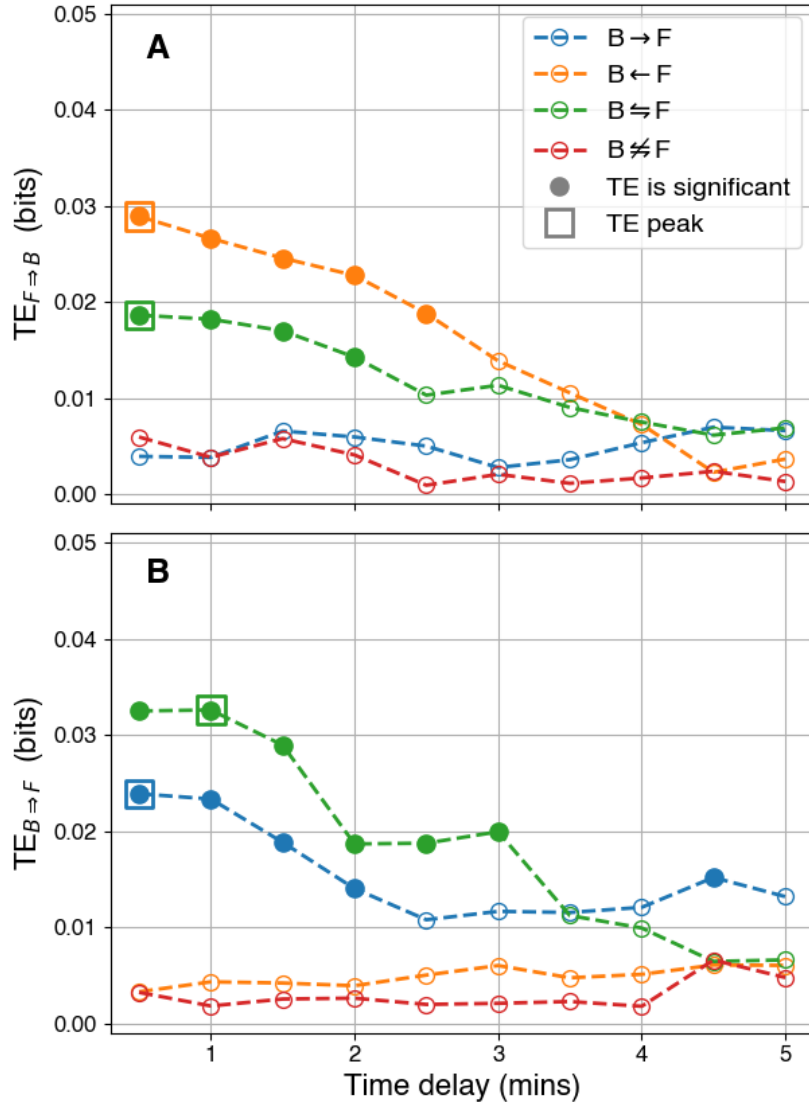 A
0.05
0.04
0.03
0.02
0.01
0.00
TE_{F⇒B} (bits)
B → F
B ← F
B ⇋ F
B ⇋̸ F
TE is significant
TE peak
B
0.05
0.04
0.03
0.02
0.01
0.00
TE_{B⇒F} (bits)
1
2
3
4
5
Time delay (mins)